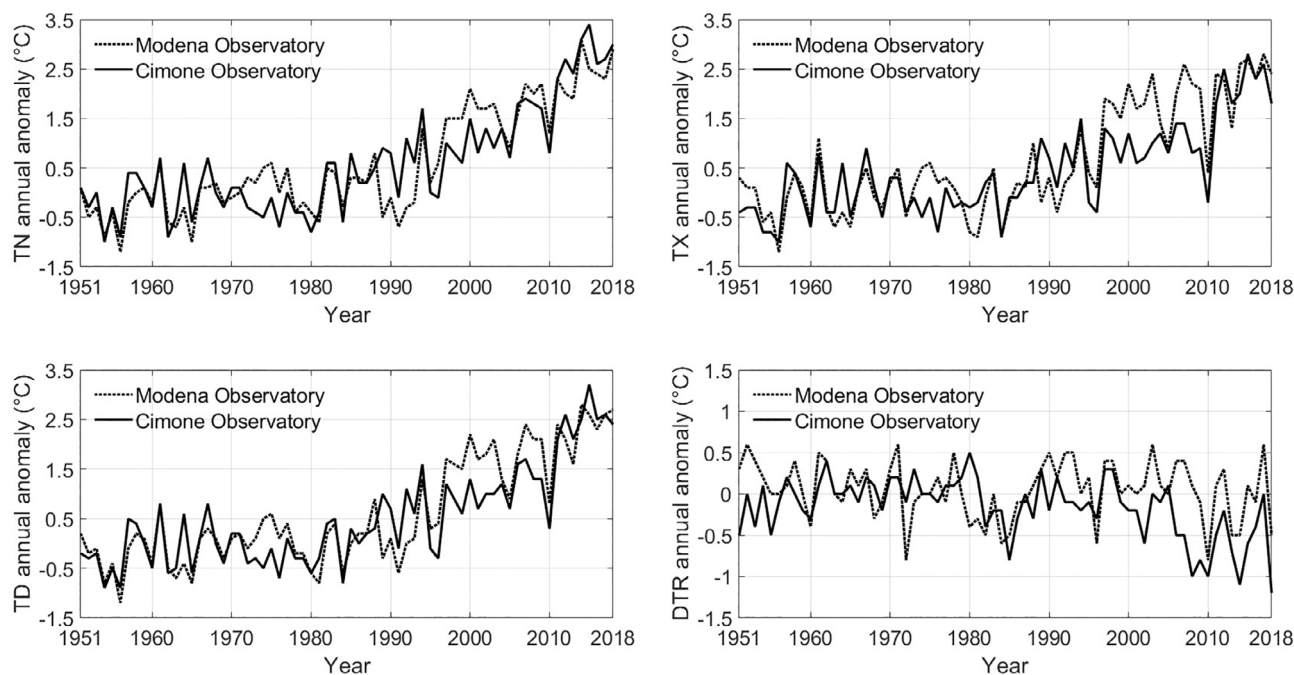 TN annual anomaly (°C)
3.5
2.5
1.5
0.5
-0.5
-1.5
Modena Observatory
Cimone Observatory
1951 1960 1970 1980 1990 2000 2010 2018
Year
TX annual anomaly (°C)
3.5
2.5
1.5
0.5
-0.5
-1.5
Modena Observatory
Cimone Observatory
1951 1960 1970 1980 1990 2000 2010 2018
Year
TD annual anomaly (°C)
3.5
2.5
1.5
0.5
-0.5
-1.5
Modena Observatory
Cimone Observatory
1951 1960 1970 1980 1990 2000 2010 2018
Year
DTR annual anomaly (°C)
1.5
1
0.5
0
-0.5
-1
-1.5
Modena Observatory
Cimone Observatory
1951 1960 1970 1980 1990 2000 2010 2018
Year